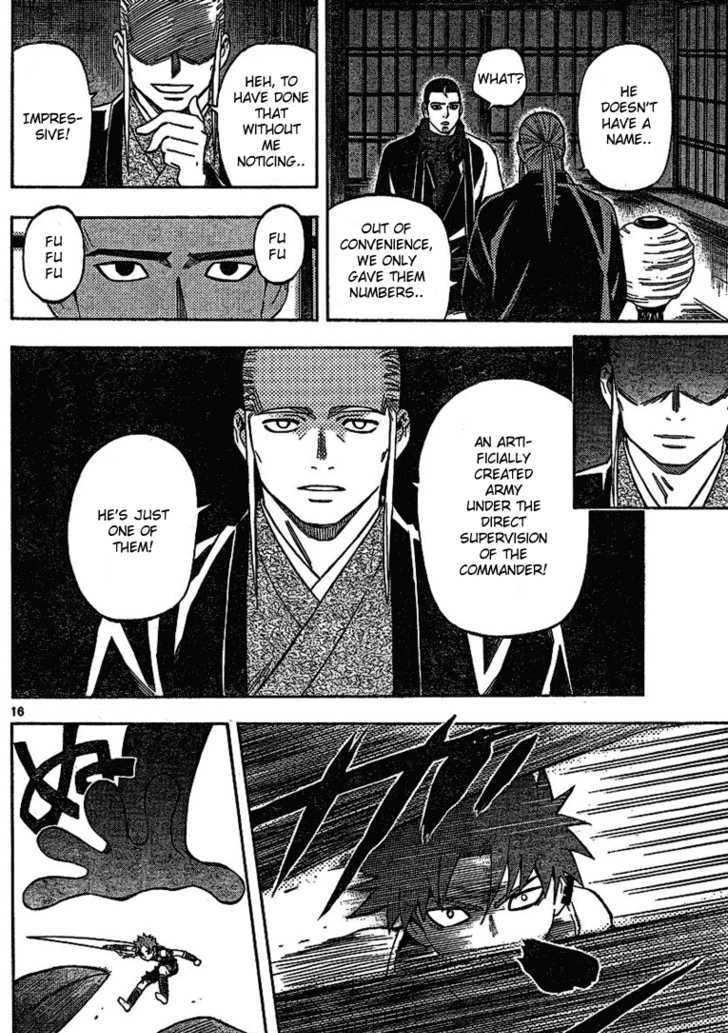 HE
DOESN'T
HAVE A
NAME..
WHAT?
OUT OF
CONVENIENCE,
WE ONLY
GAVE THEM
NUMBERS..
HEH, TO
HAVE DONE
THAT
WITHOUT
ME
NOTICING..
IMPRES-
SIVE!
FU
FU
FU
FU
FU
AN ARTI-
FICIALLY
CREATED
ARMY
UNDER THE
DIRECT
SUPERVISION
OF THE
COMMANDER!
HE'S JUST
ONE OF
THEM!
16